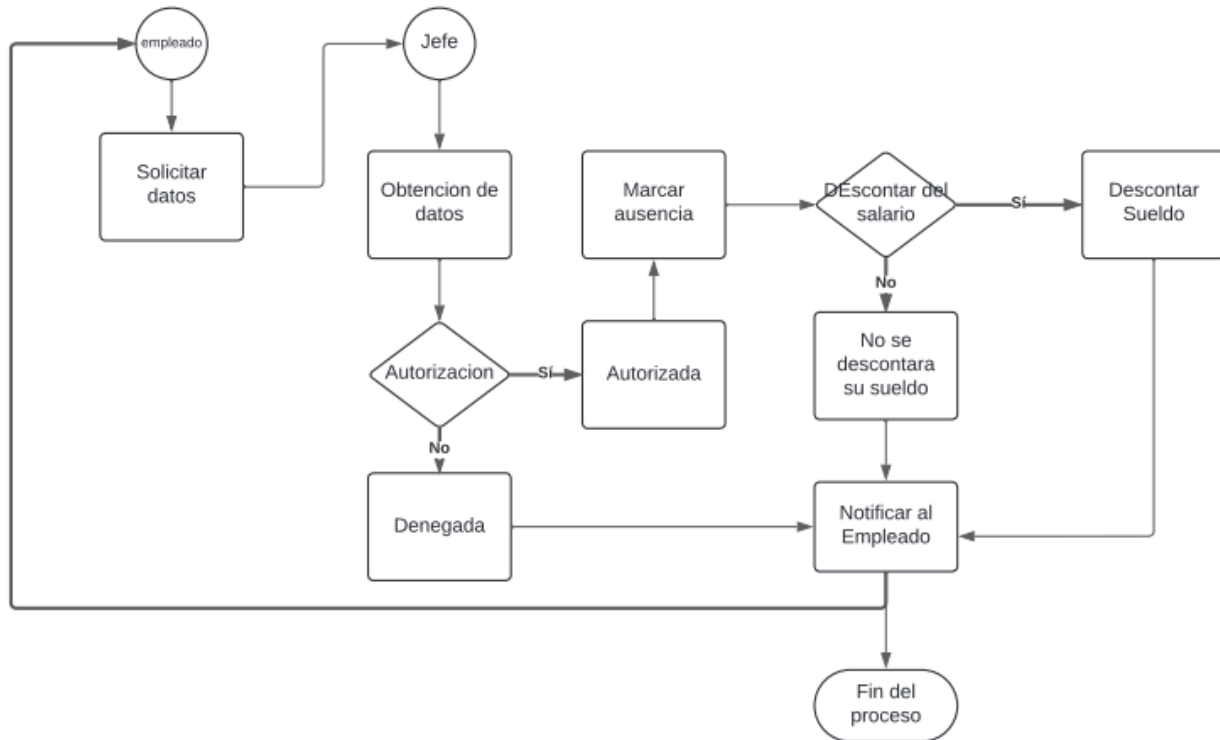 empleado
Jefe
Solicitar
datos
Obtencion de
datos
Marcar
ausencia
DEscontar del
salario
Sí
Descontar
Sueldo
No
No se
descontara
su sueldo
Autorizacion
Sí
Autorizada
No
Denegada
Notificar al
Empleado
Fin del
proceso